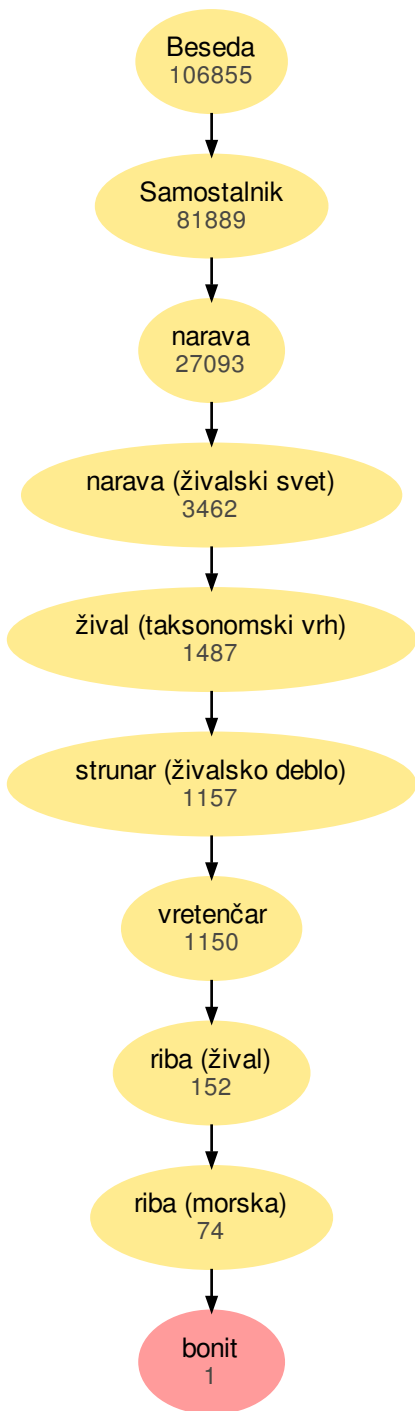 Beseda
106855
Samostalnik
81889
narava
27093
narava (živalski svet)
3462
žival (taksonomski vrh)
1487
strunar (živalsko deblo)
1157
vretenčar
1150
riba (žival)
152
riba (morska)
74
bonit
1